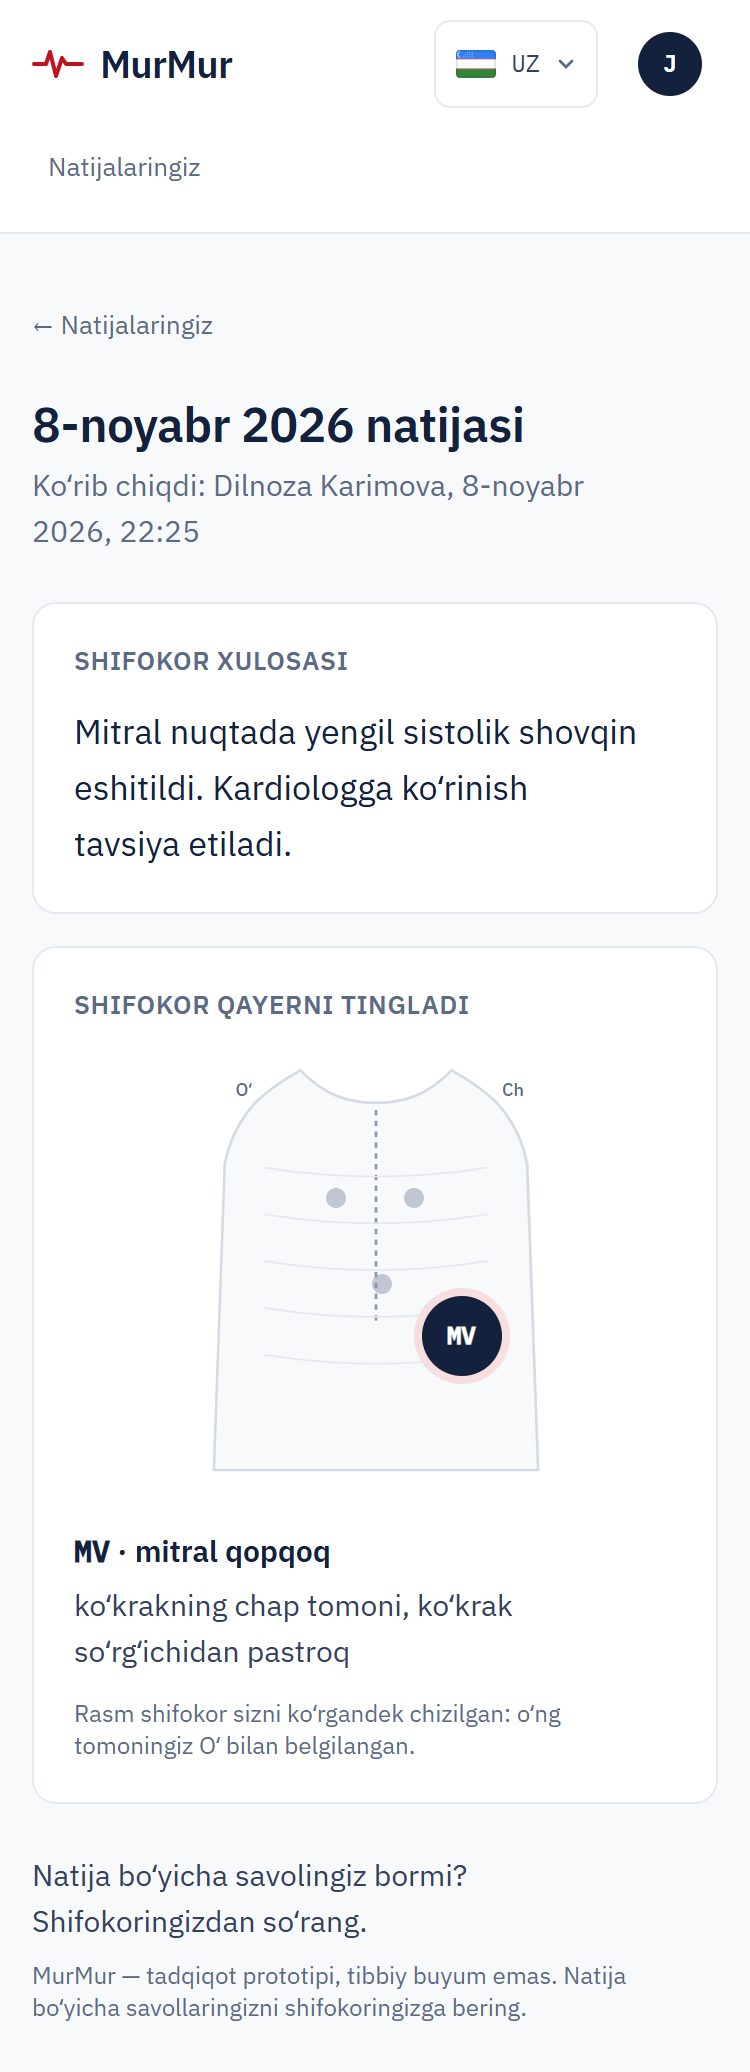 MurMur
UZ
J
Natijalaringiz
← Natijalaringiz
8-noyabr 2026 natijasi
Koʻrib chiqdi: Dilnoza Karimova, 8-noyabr
2026, 22:25
SHIFOKOR XULOSASI
Mitral nuqtada yengil sistolik shovqin
eshitildi. Kardiologga koʻrinish
tavsiya etiladi.
SHIFOKOR QAYERNI TINGLADI
Oʻ
Ch
MV
MV · mitral qopqoq
koʻkrakning chap tomoni, koʻkrak
soʻrgʻichidan pastroq
Rasm shifokor sizni koʻrgandek chizilgan: oʻng
tomoningiz Oʻ bilan belgilangan.
Natija boʻyicha savolingiz bormi?
Shifokoringizdan soʻrang.
MurMur — tadqiqot prototipi, tibbiy buyum emas. Natija
boʻyicha savollaringizni shifokoringizga bering.